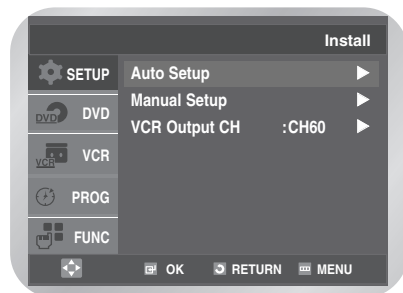 Install
SETUP
Auto Setup
DVD DVD
Manual Setup
VCR Output CH :CH60
VCR VCR
PROG
FUNC
OK RETURN MENU